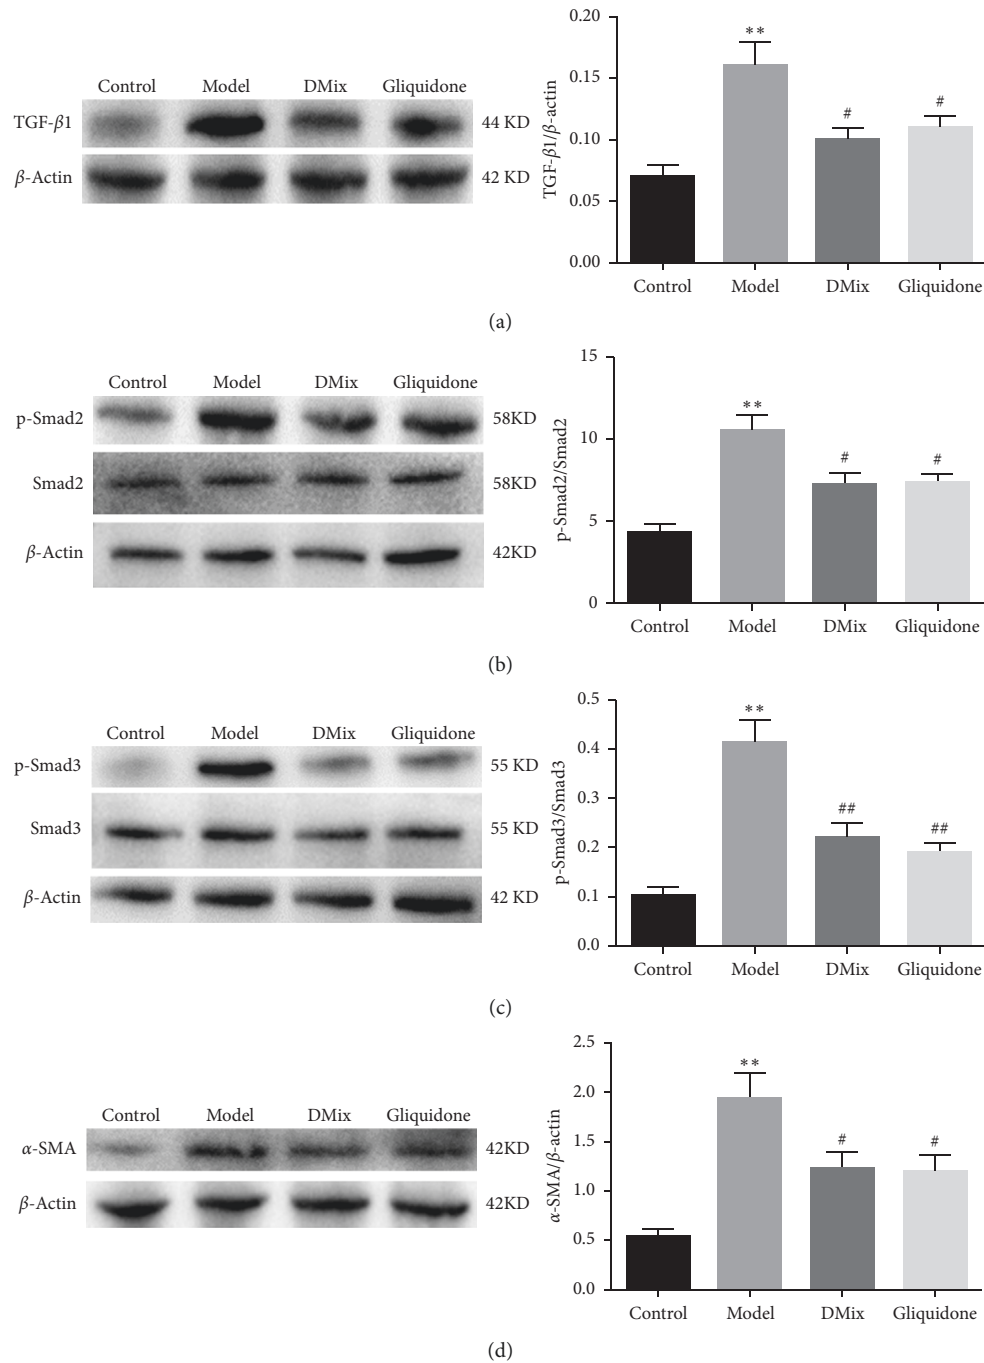 Control Model DMix Gliquidone
TGF-β1 44 KD
β-Actin 42 KD
TGF-β1/β-actin
0.20
0.15
0.10
0.05
0.00
**
#
#
Control Model DMix Gliquidone
(a)
Control Model DMix Gliquidone
p-Smad2 58KD
Smad2 58KD
β-Actin 42KD
p-Smad2/Smad2
15
10
5
0
**
#
#
Control Model DMix Gliquidone
(b)
Control Model DMix Gliquidone
p-Smad3 55 KD
Smad3 55 KD
β-Actin 42 KD
p-Smad3/Smad3
0.5
0.4
0.3
0.2
0.1
0.0
**
##
##
Control Model DMix Gliquidone
(c)
Control Model DMix Gliquidone
α-SMA 42KD
β-Actin 42KD
α-SMA/β-actin
2.5
2.0
1.5
1.0
0.5
0.0
**
#
#
Control Model DMix Gliquidone
(d)